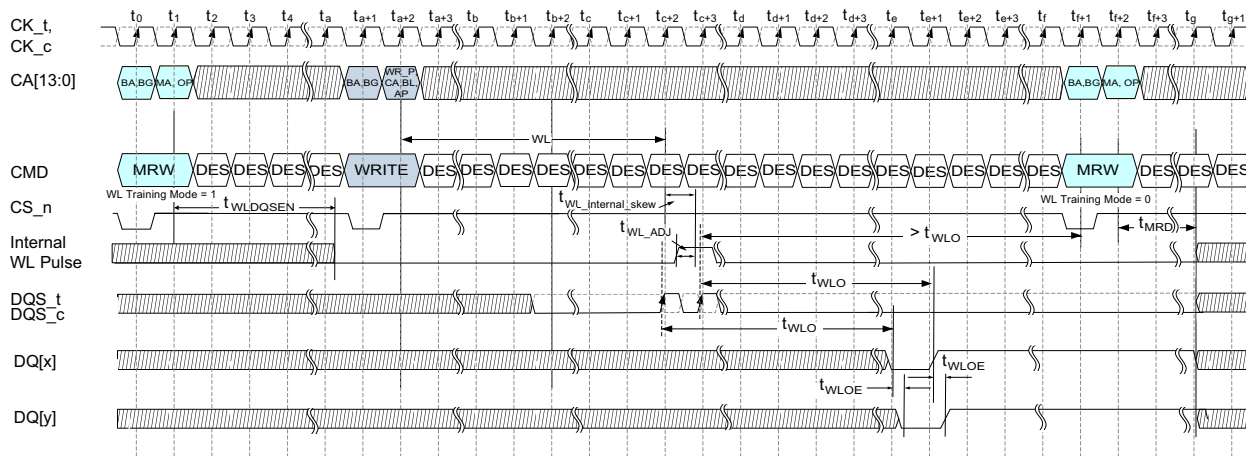 t0 t1 t2 t3 t4 ta ta+1 ta+2 ta+3 tb tb+1 tb+2 tc tc+1 tc+2 tc+3 td td+1 td+2 td+3 te te+1 te+2 te+3 tf tf+1 tf+2 tf+3 tg tg+1
CK_t,
CK_c
CA[13:0] BA,BG MA, OP BA,BG WR_P, CA,BL, AP BA,BG MA, OP
WL
CMD MRW DES DES DES DES WRITE DES DES DES DES DES DES DES DES DES DES DES DES DES DES DES DES DES MRW DES DES DES
WL Training Mode = 1 WL Training Mode = 0
CS_n tWLDQSEN tWL_internal_skew tMRD
Internal
WL Pulse
tWL_ADJ > tWLO
DQS_t
DQS_c
tWLO
tWLO
DQ[x]
tWLOE tWLOE
DQ[y]